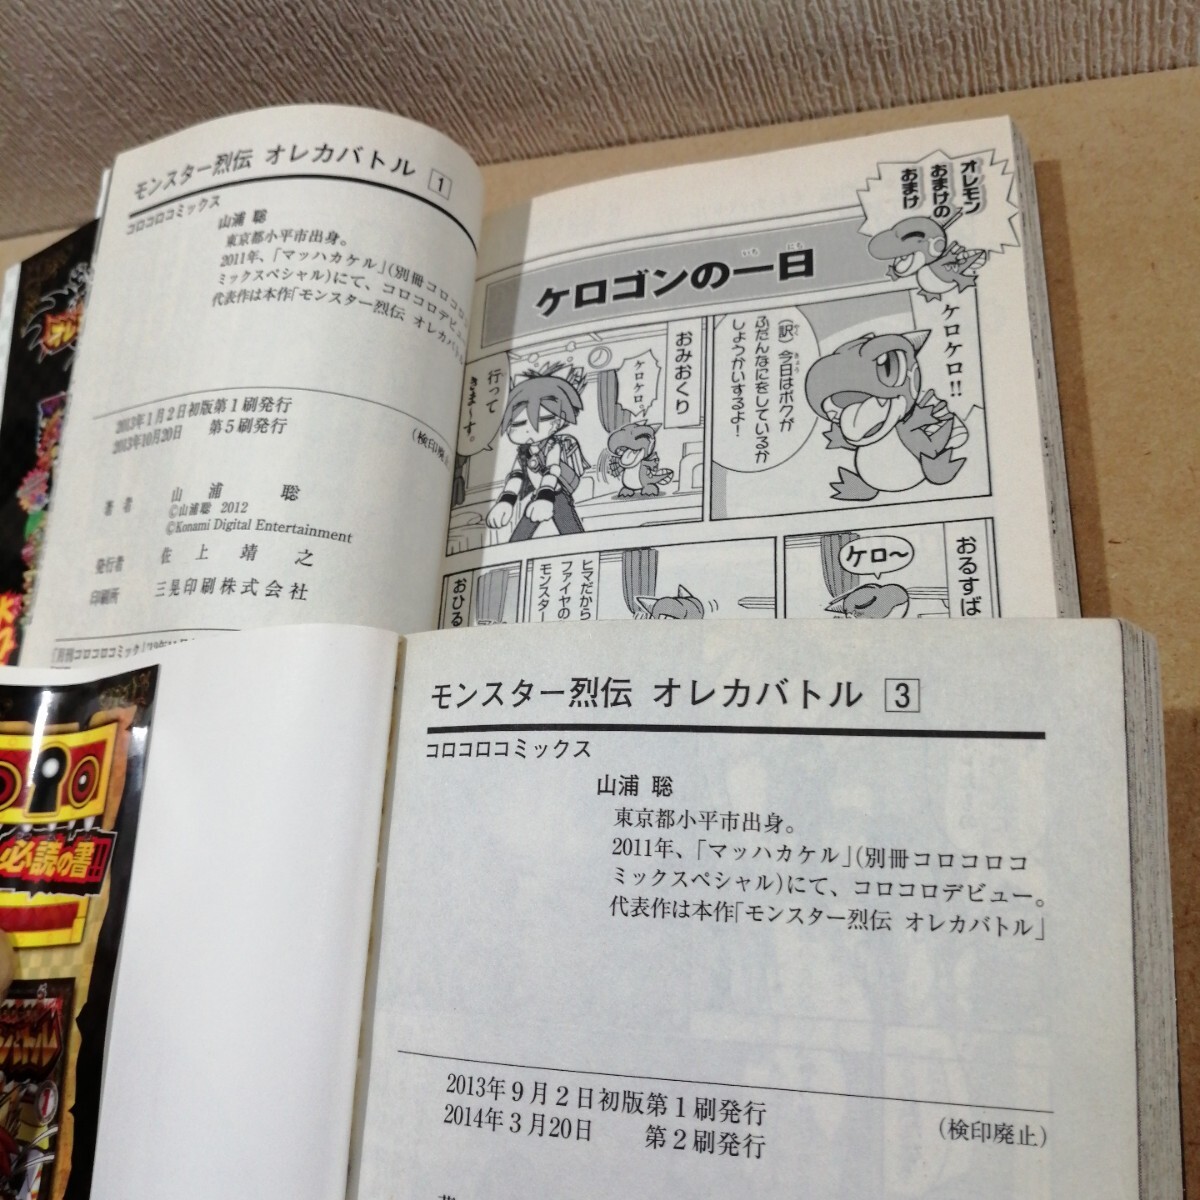 モンスター烈伝 オレカバトル 1
コロコロコミックス
山浦 聡
東京都小平市出身。
2011年、「マッハカケル」(別冊コロコロ
ミックスペシャル)にて、コロコロデビュー
代表作は本作「モンスター烈伝 オレカバトル
2013年1月2日初版第1刷発行
2013年10月20日 第5刷発行
(検印廃止
著者 山浦 聡
©山浦聡 2012
©Konami Digital Entertainment
発行者 佐上靖之
印刷所 三晃印刷株式会社
オレモン
おまけの
おまけ
ケロゴンの一日
いち にち
ケロケロ!!
(訳)今日はボクが
ふだんなにをしているか
しょうかいするよ!
おみおくり
ケロケロ。
行って
きま〜す。
おるすば
ケロ〜
ヒマだから
ファイヤの
モンスター
おひる
モンスター烈伝 オレカバトル 3
コロコロコミックス
山浦 聡
東京都小平市出身。
2011年、「マッハカケル」(別冊コロコロコ
ミックスペシャル)にて、コロコロデビュー。
代表作は本作「モンスター烈伝 オレカバトル」
2013年9月2日初版第1刷発行
2014年3月20日 第2刷発行
(検印廃止)
必読の書!!